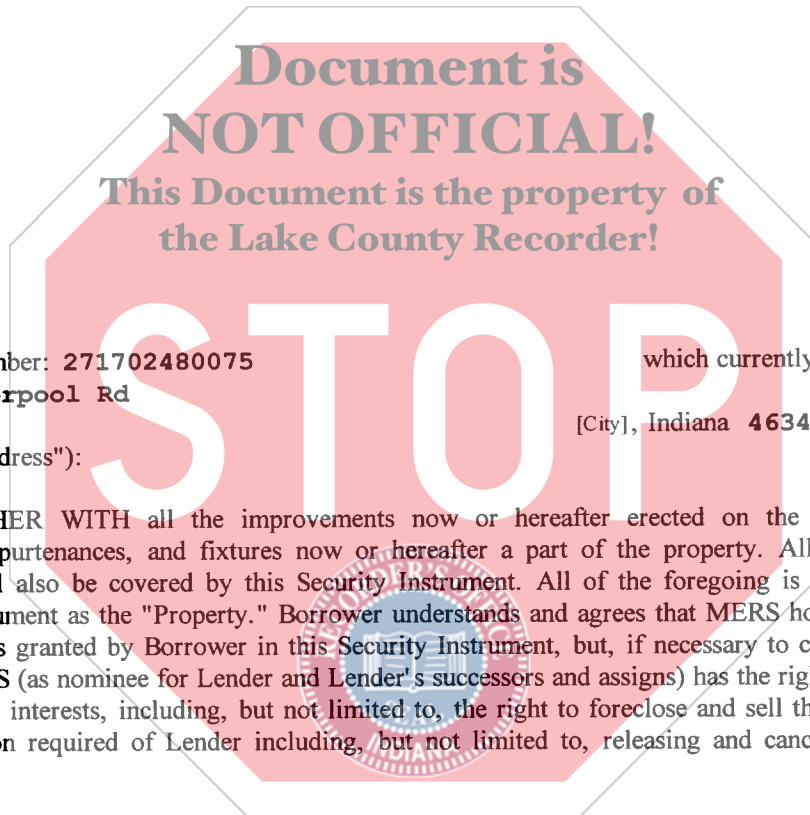 Document is
NOT OFFICIAL!
This Document is the property of
the Lake County Recorder!
STOP
nber: 271702480075 which currently
rpool Rd
[City], Indiana 4634
dress"):
HER WITH all the improvements now or hereafter erected on the
purtenances, and fixtures now or hereafter a part of the property. All
l also be covered by this Security Instrument. All of the foregoing is
ument as the "Property." Borrower understands and agrees that MERS ho
s granted by Borrower in this Security Instrument, but, if necessary to c
S (as nominee for Lender and Lender's successors and assigns) has the righ
interests, including, but not limited to, the right to foreclose and sell th
on required of Lender including, but not limited to, releasing and canc
RECORDER'S OFFICE
INDIANA